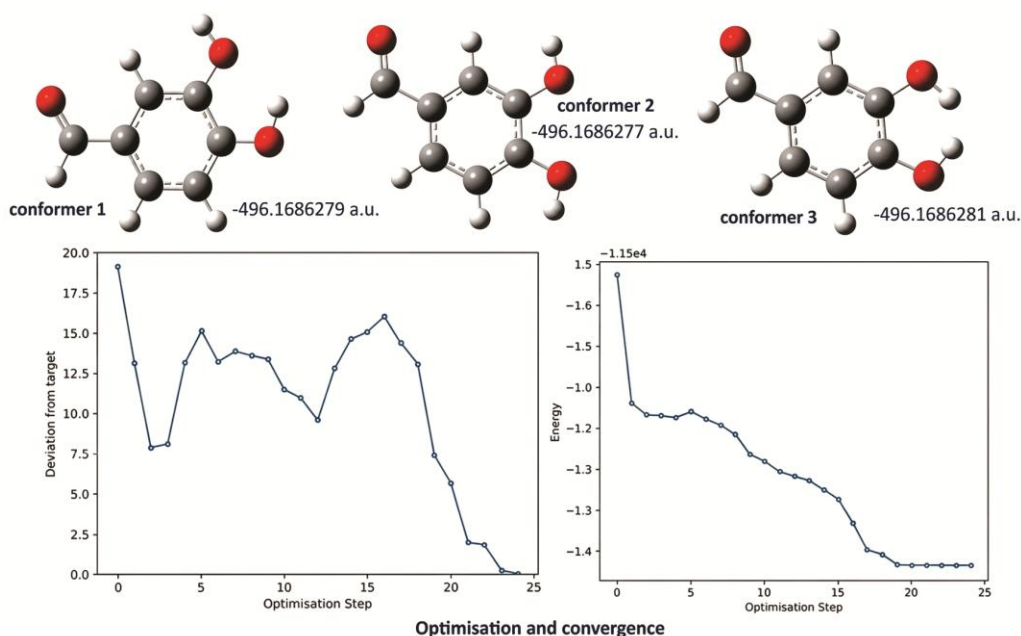 conformer 1
-496.1686279 a.u.
conformer 2
-496.1686277 a.u.
conformer 3
-496.1686281 a.u.
20.0
17.5
15.0
12.5
10.0
7.5
5.0
2.5
0.0
Deviation from target
0
5
10
15
20
25
Optimisation Step
−1.15e4
1.5
−1.6
−1.5
−1.0
−1.2
−1.3
−1.3
−1.4
Energy
0
5
10
15
20
25
Optimisation Step
Optimisation and convergence